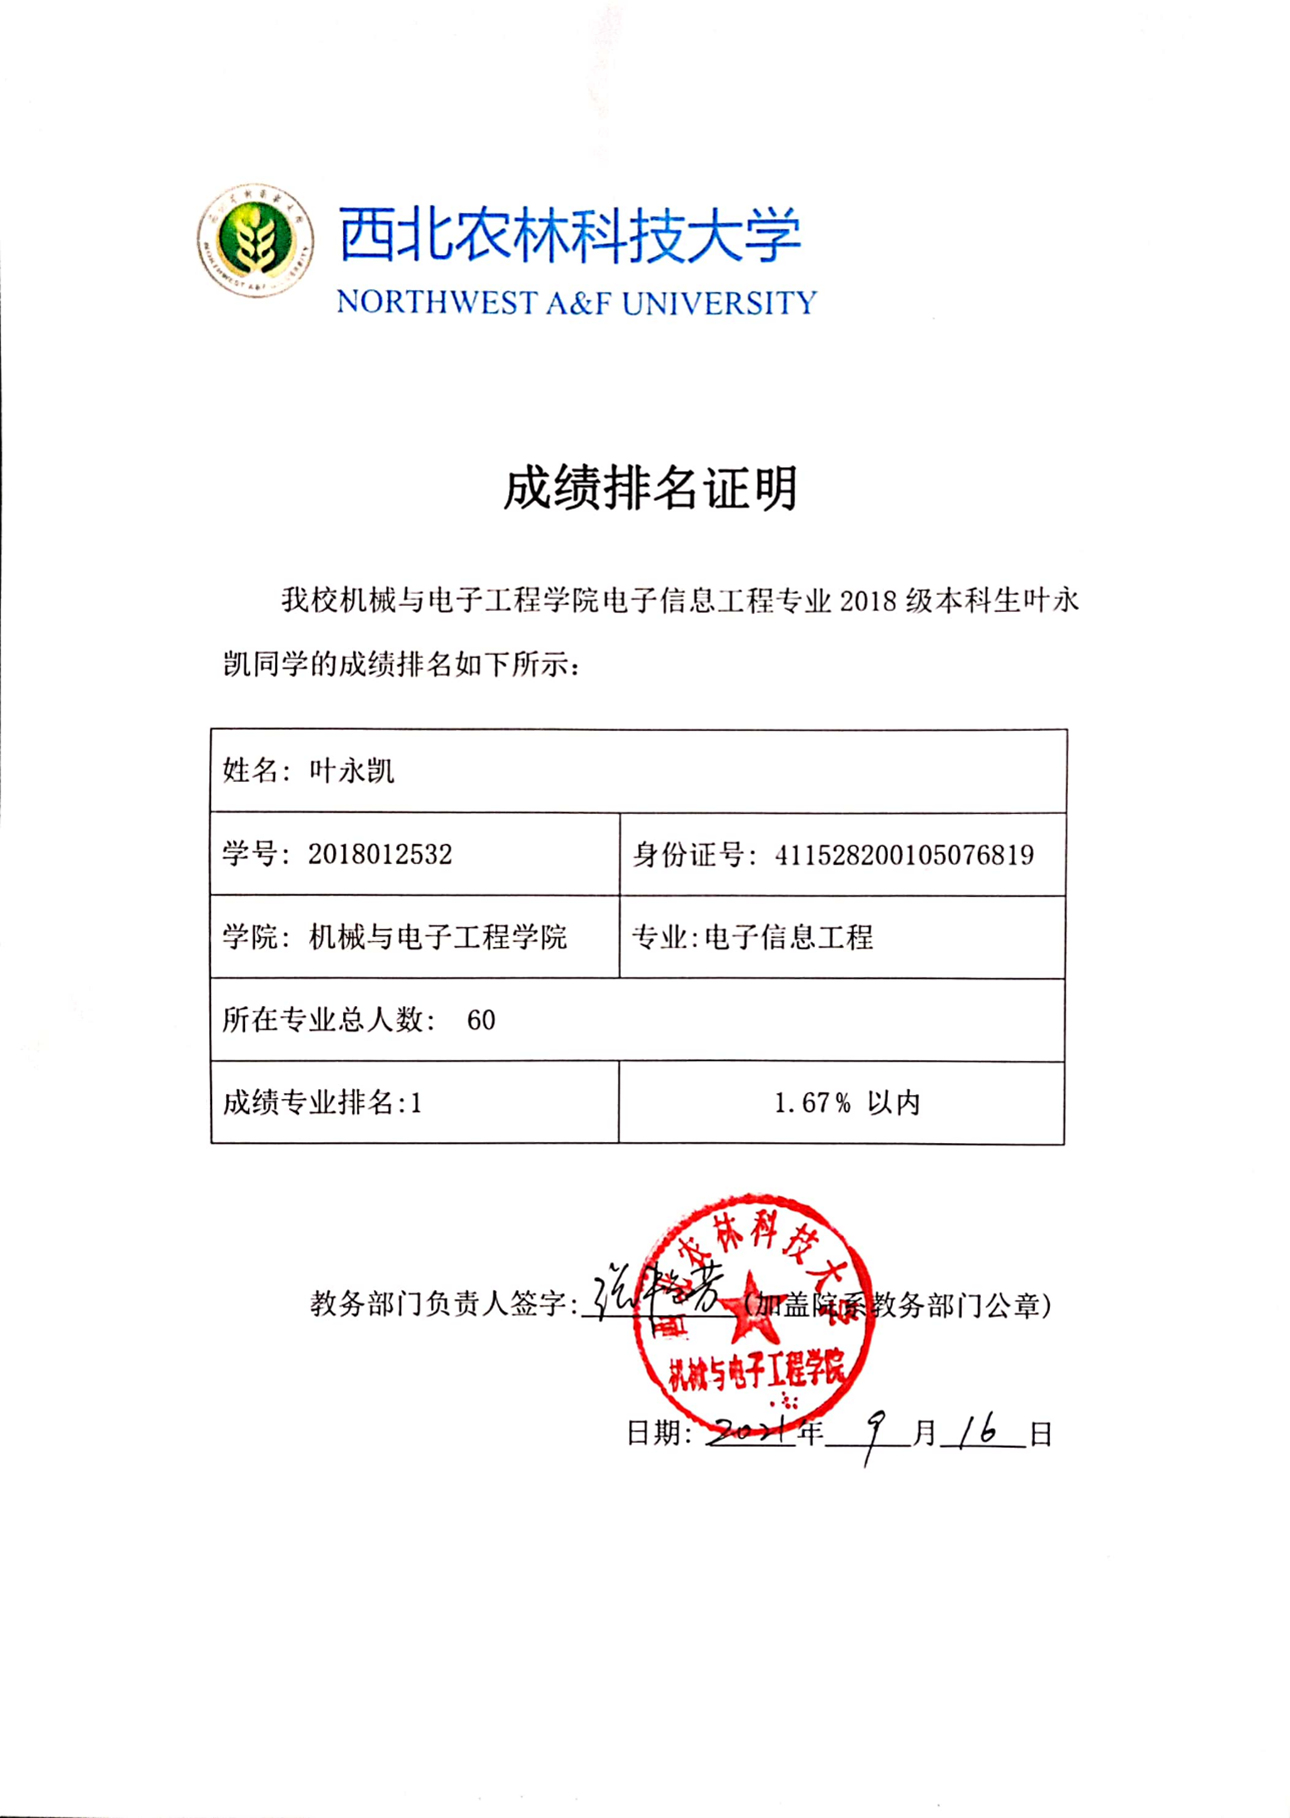 西北农林科技大学
NORTHWEST A&F UNIVERSITY
成绩排名证明
我校机械与电子工程学院电子信息工程专业 2018 级本科生叶永
凯同学的成绩排名如下所示:
姓名: 叶永凯
学号: 2018012532 身份证号: 411528200105076819
学院: 机械与电子工程学院 专业:电子信息工程
所在专业总人数: 60
成绩专业排名:1 1.67% 以内
西北农林科技大学
教务部门负责人签字: (加盖院系教务部门公章)
机械与电子工程学院
日期: 2021 年 9 月 16 日